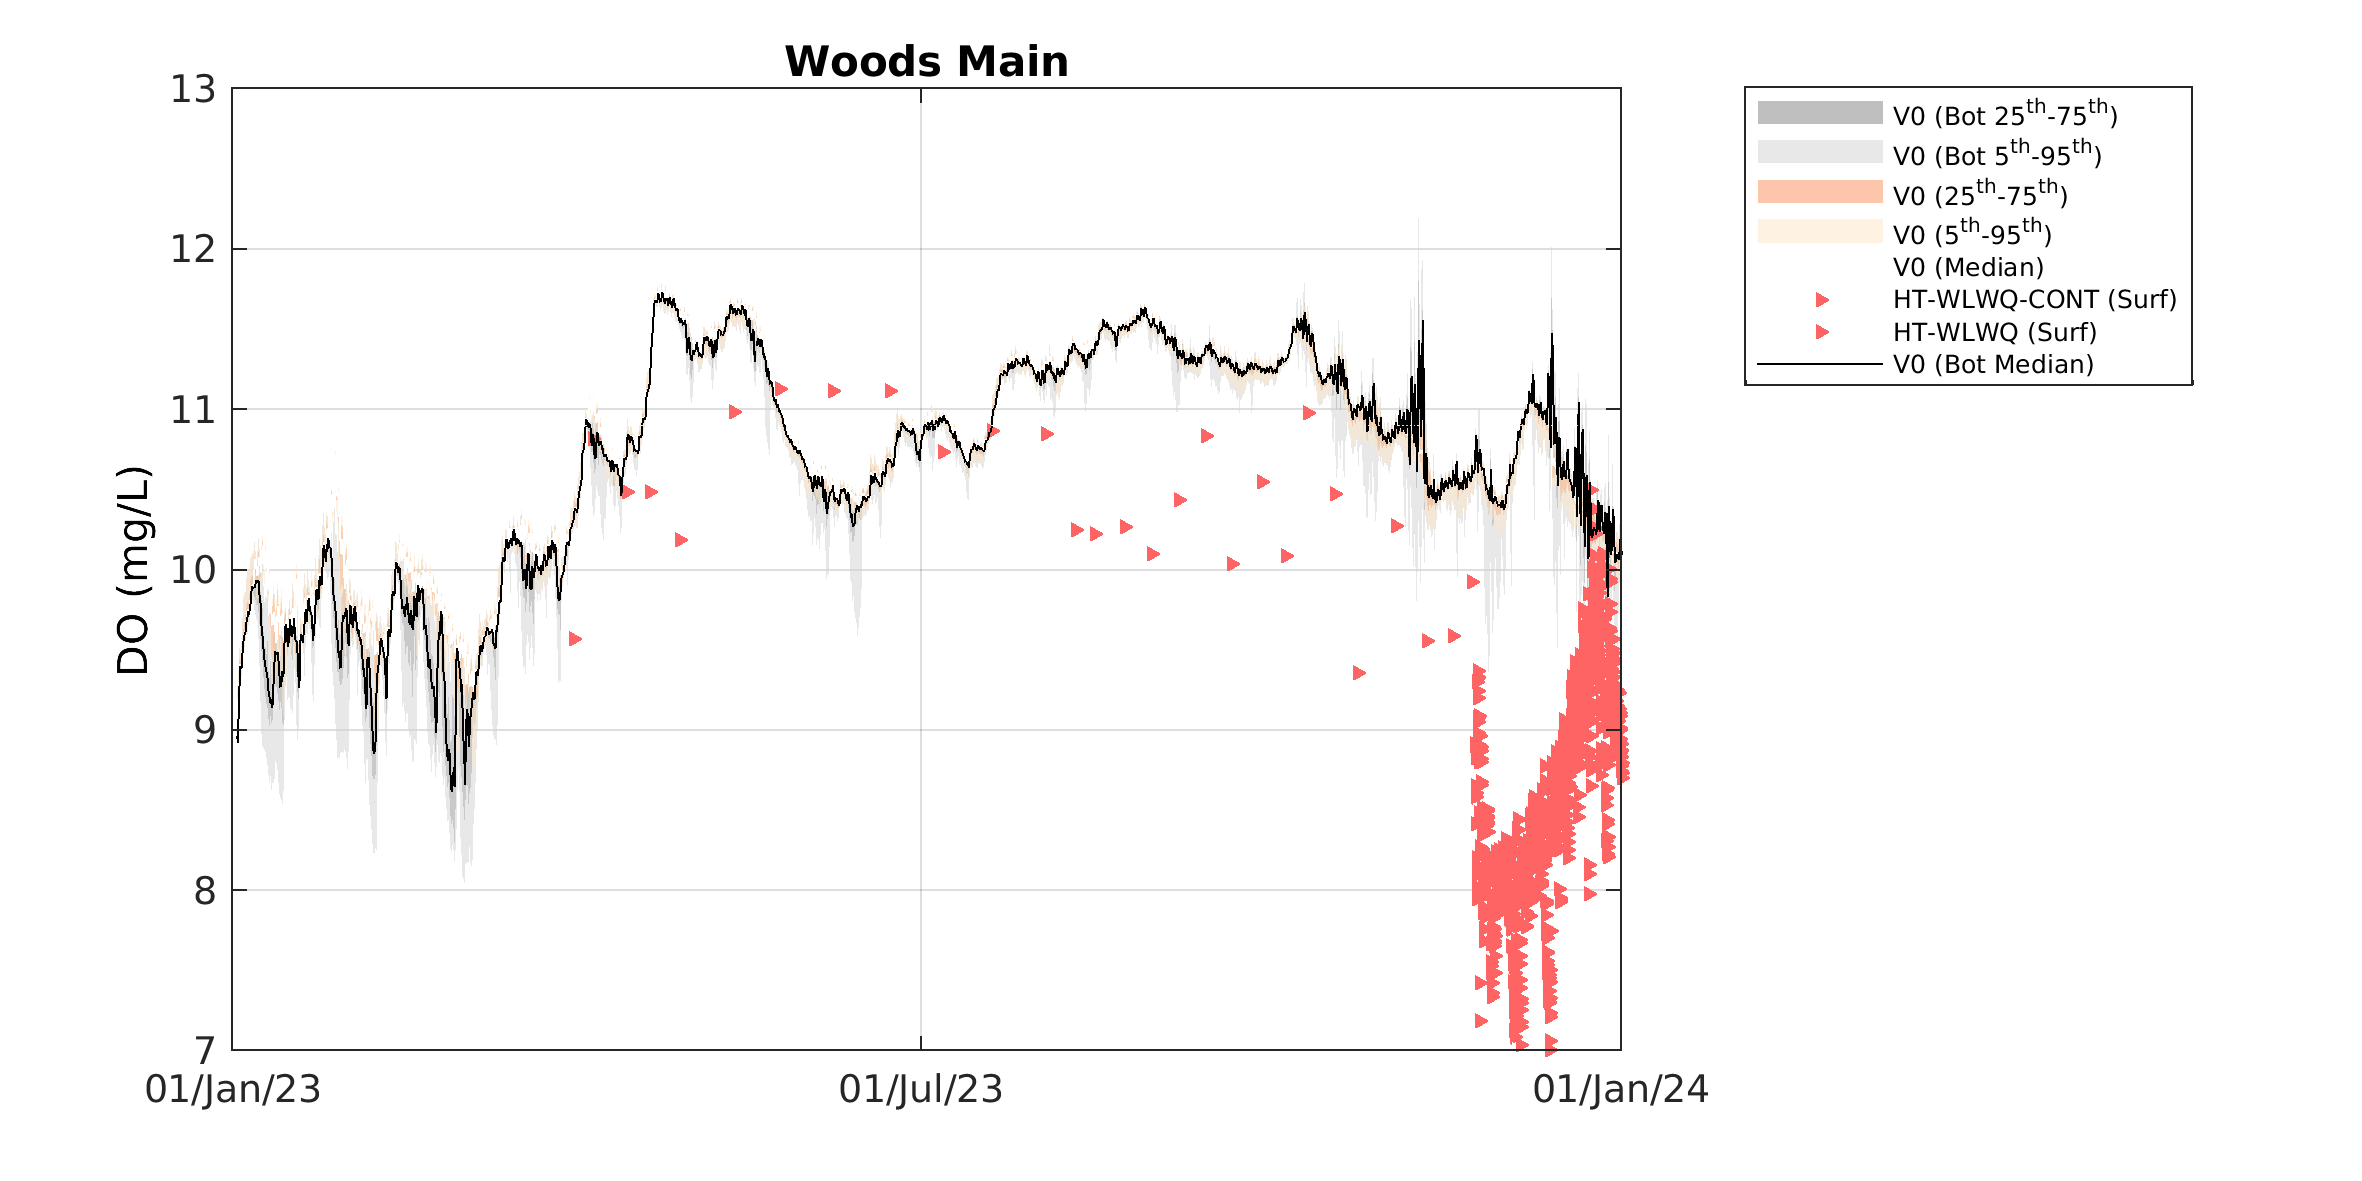 Woods Main
13
12
11
10
9
8
7
DO (mg/L)
01/Jan/23
01/Jul/23
01/Jan/24
V0 (Bot 25th-75th)
V0 (Bot 5th-95th)
V0 (25th-75th)
V0 (5th-95th)
V0 (Median)
HT-WLWQ-CONT (Surf)
HT-WLWQ (Surf)
V0 (Bot Median)